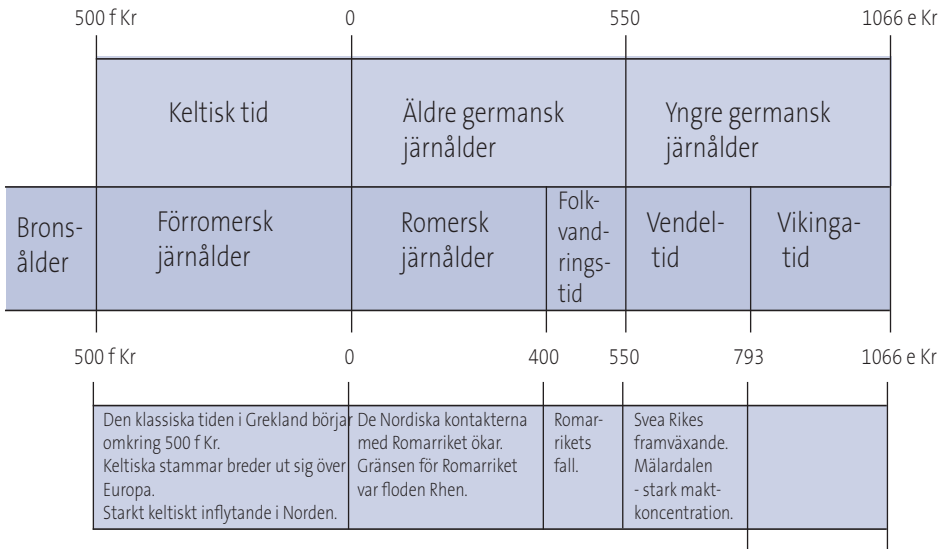 500 f Kr 0 550 1066 e Kr
Keltisk tid
Äldre germansk
järnålder
Yngre germansk
järnålder
Brons-
ålder
Förromersk
järnålder
Romersk
järnålder
Folk-
vand-
rings-
tid
Vendel-
tid
Vikinga-
tid
500 f Kr 0 400 550 793 1066 e Kr
Den klassiska tiden i Grekland börjar
omkring 500 f Kr.
Keltiska stammar breder ut sig över
Europa.
Starkt keltiskt inflytande i Norden.
De Nordiska kontakterna
med Romarriket ökar.
Gränsen för Romarriket
var floden Rhen.
Romar-
rikets
fall.
Svea Rikes
framväxande.
Mälardalen
- stark makt-
koncentration.